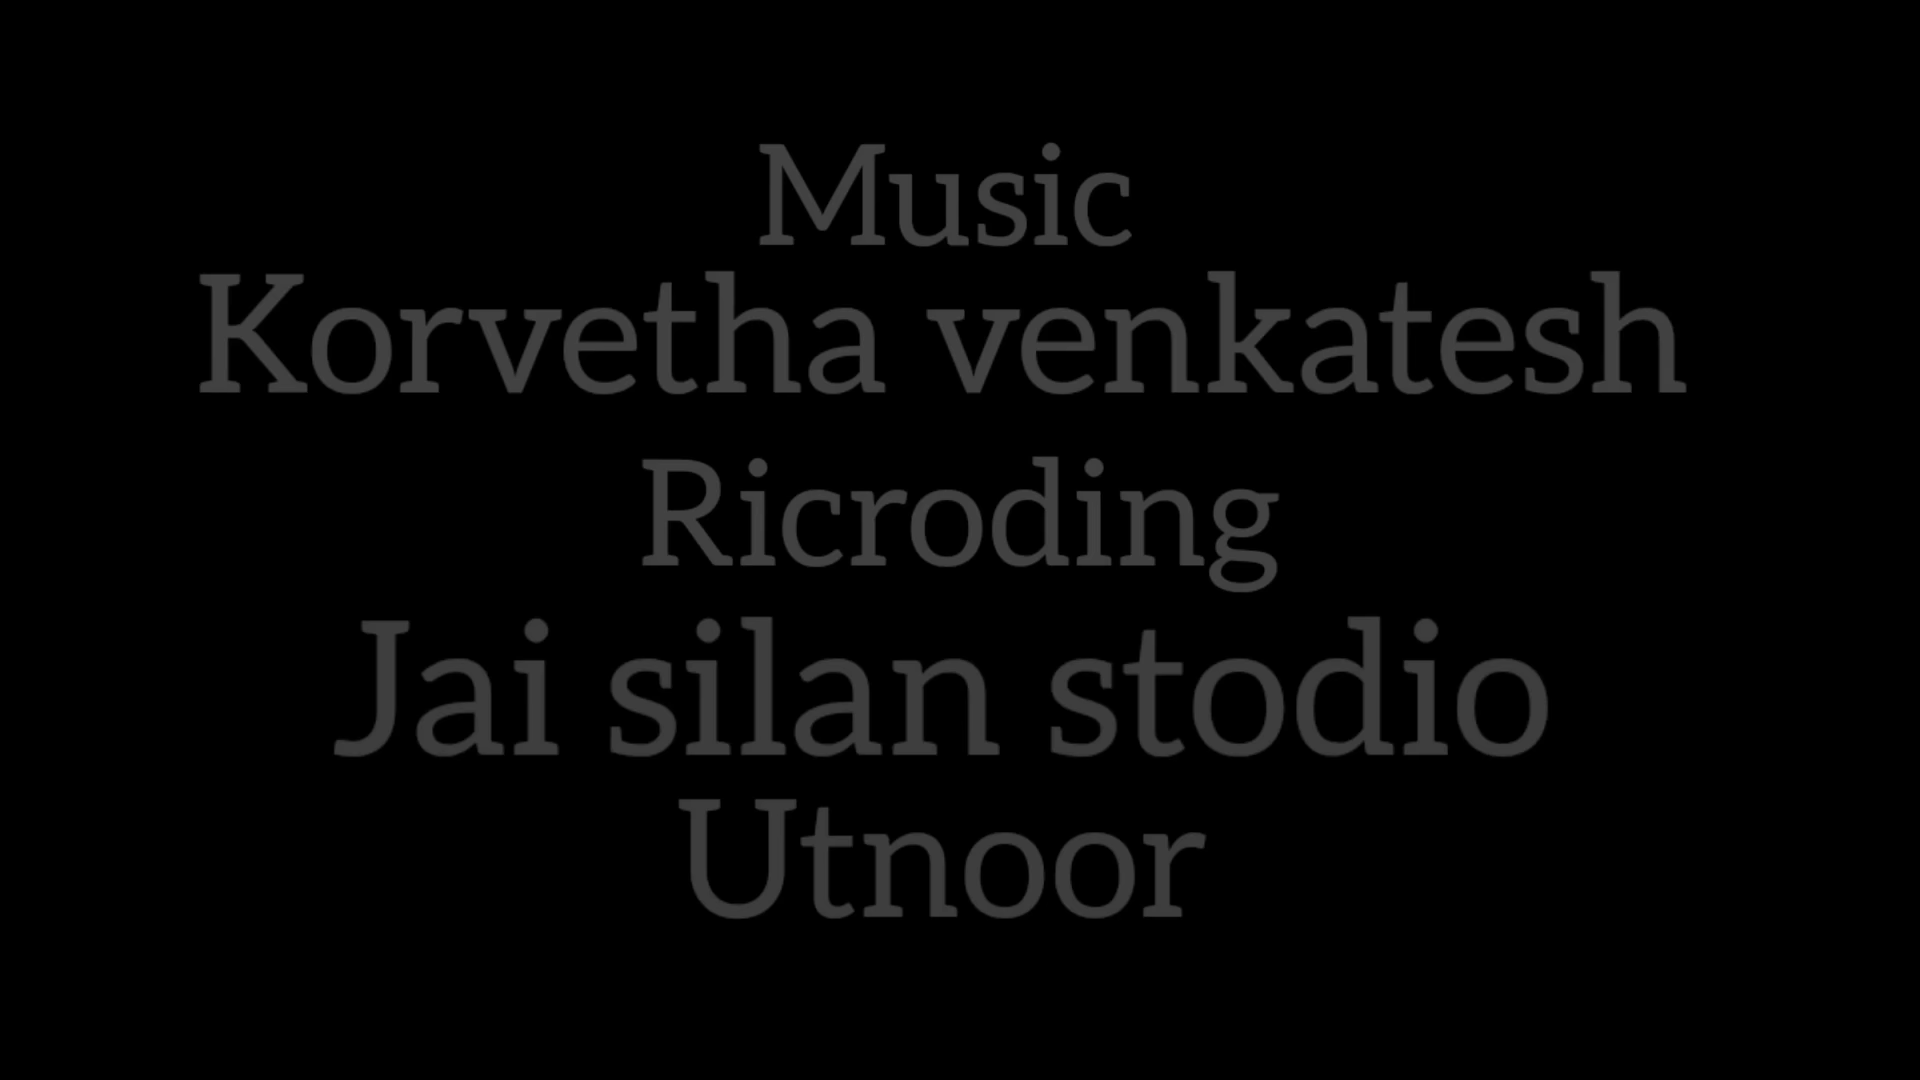 Music
Korvetha venkatesh
Ricroding
Jai silan stodio
Utnoor